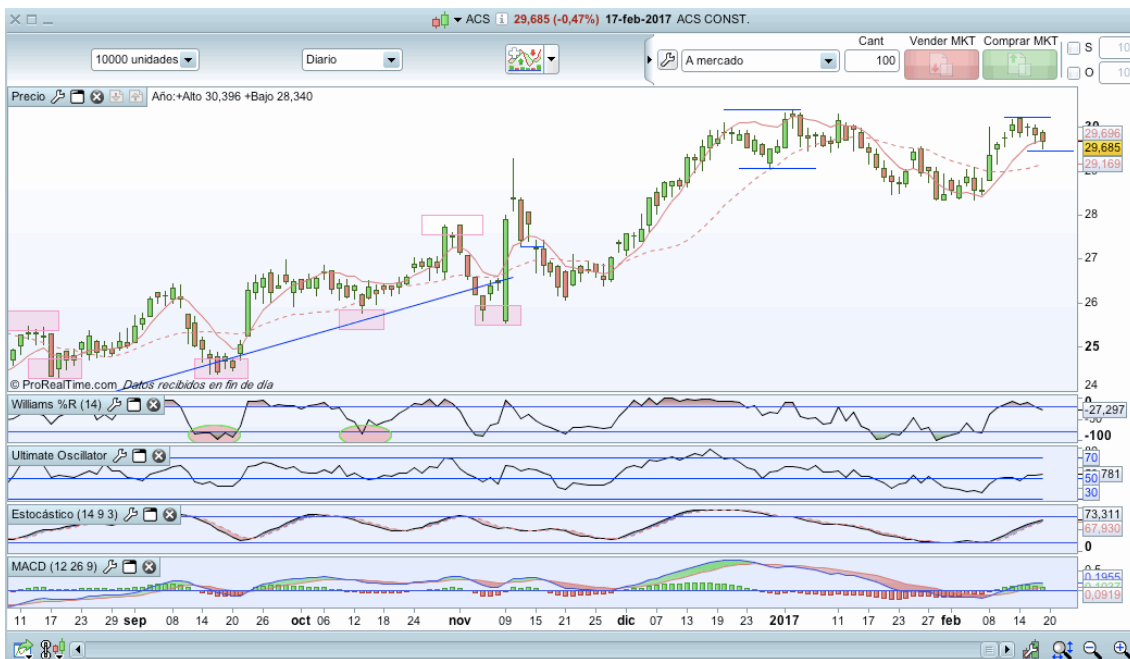 ACS 29,685 (-0,47%) 17-feb-2017 ACS CONST.
10000 unidades Diario A mercado
Cant Vender MKT Comprar MKT
100 S 10
O 10
Precio Año:+Alto 30,396 +Bajo 28,340
30
29,696
29,685
29,169
28
27
26
25
24
© ProRealTime.com Datos recibidos en fin de día
Williams %R (14)
0
-27,297
-100
Ultimate Oscillator
70
50
30
Estocástico (14 9 3)
73,311
67,930
0
MACD (12 26 9)
0,1955
0,0919
11 17 23 29 sep 08 14 20 26 oct 06 12 18 24 nov 09 15 21 25 dic 07 13 19 23 2017 11 17 23 27 feb 08 14 20